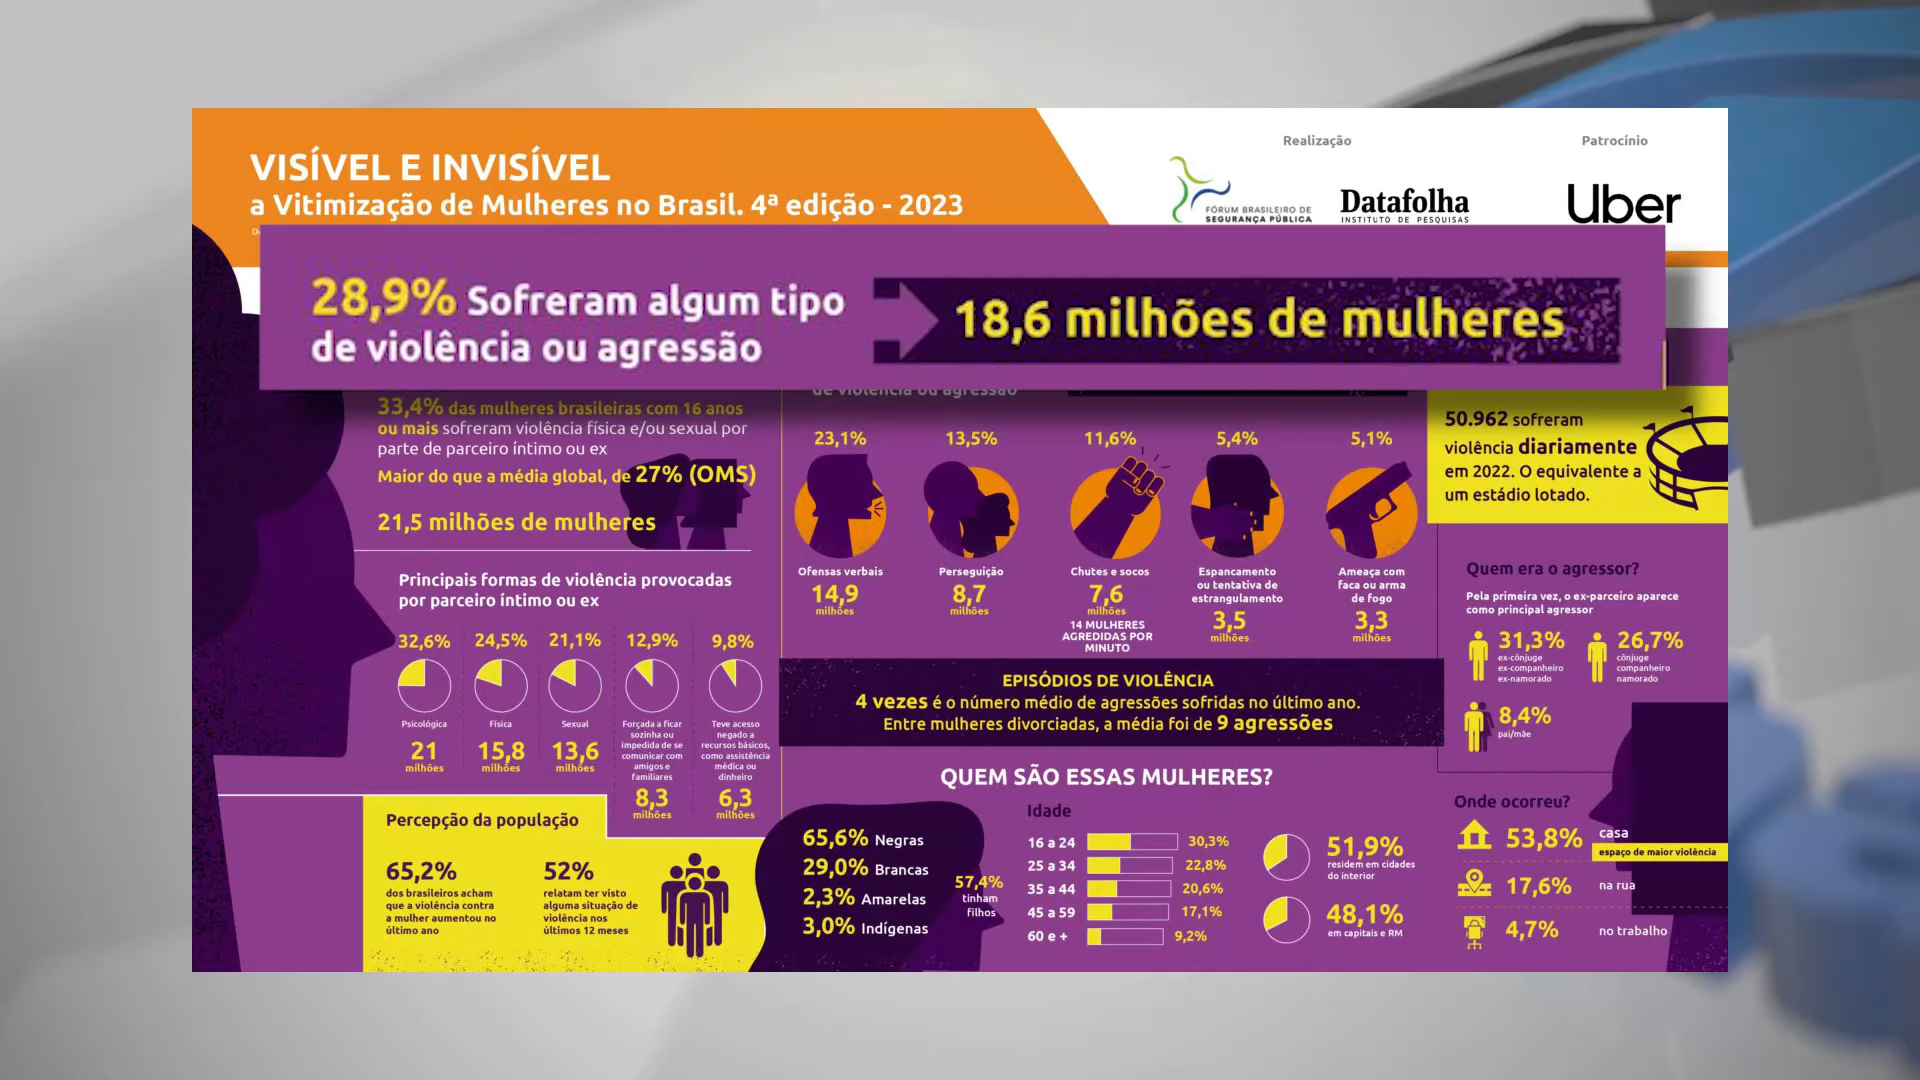 VISÍVEL E INVISÍVEL
a Vitimização de Mulheres no Brasil. 4ª edição - 2023
Realização
Patrocínio
FÓRUM BRASILEIRO DE
SEGURANÇA PÚBLICA
Datafolha
INSTITUTO DE PESQUISAS
Uber
28,9% Sofreram algum tipo
de violência ou agressão
18,6 milhões de mulheres
33,4% das mulheres brasileiras com 16 anos
ou mais sofreram violência física e/ou sexual por
parte de parceiro íntimo ou ex
Maior do que a média global, de 27% (OMS)
21,5 milhões de mulheres
Principais formas de violência provocadas
por parceiro íntimo ou ex
32,6%
24,5%
21,1%
12,9%
9,8%
Psicológica
Física
Sexual
Forçada a ficar
sozinha ou
impedida de se
comunicar com
amigos e
familiares
Teve acesso
negado a
recursos básicos,
como assistência
médica ou
dinheiro
21
milhões
15,8
milhões
13,6
milhões
8,3
milhões
6,3
milhões
Percepção da população
65,2%
dos brasileiros acham
que a violência contra
a mulher aumentou no
último ano
52%
relatam ter visto
alguma situação de
violência nos
últimos 12 meses
de violência ou agressão
23,1%
13,5%
11,6%
5,4%
5,1%
Ofensas verbais
14,9
milhões
Perseguição
8,7
milhões
Chutes e socos
7,6
milhões
14 MULHERES
AGREDIDAS POR
MINUTO
Espancamento
ou tentativa de
estrangulamento
3,5
milhões
Ameaça com
faca ou arma
de fogo
3,3
milhões
EPISÓDIOS DE VIOLÊNCIA
4 vezes é o número médio de agressões sofridas no último ano.
Entre mulheres divorciadas, a média foi de 9 agressões
QUEM SÃO ESSAS MULHERES?
65,6% Negras
29,0% Brancas
2,3% Amarelas
3,0% Indígenas
57,4%
tinham
filhos
Idade
16 a 24 30,3%
25 a 34 22,8%
35 a 44 20,6%
45 a 59 17,1%
60 e + 9,2%
51,9%
residem em cidades
do interior
48,1%
em capitais e RM
50.962 sofreram
violência diariamente
em 2022. O equivalente a
um estádio lotado.
Quem era o agressor?
Pela primeira vez, o ex-parceiro aparece
como principal agressor
31,3%
ex-cônjuge
ex-companheiro
ex-namorado
26,7%
cônjuge
companheiro
namorado
8,4%
pai/mãe
Onde ocorreu?
53,8% casa
espaço de maior violência
17,6% na rua
4,7% no trabalho